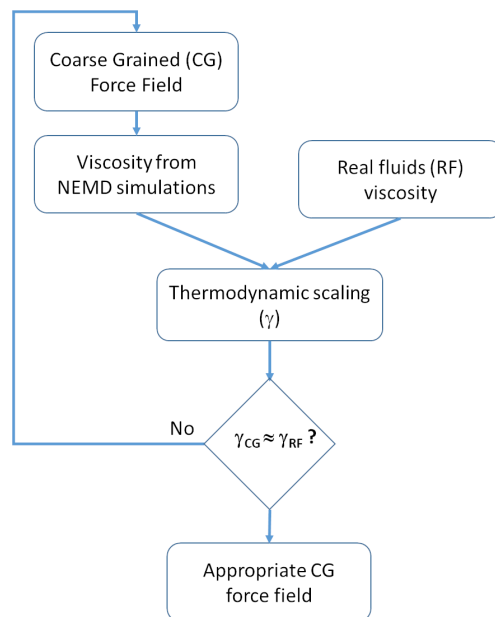 Coarse Grained (CG)
Force Field
Viscosity from
NEMD simulations
Real fluids (RF)
viscosity
Thermodynamic scaling
(γ)
No
γCG ≈ γRF ?
Appropriate CG
force field